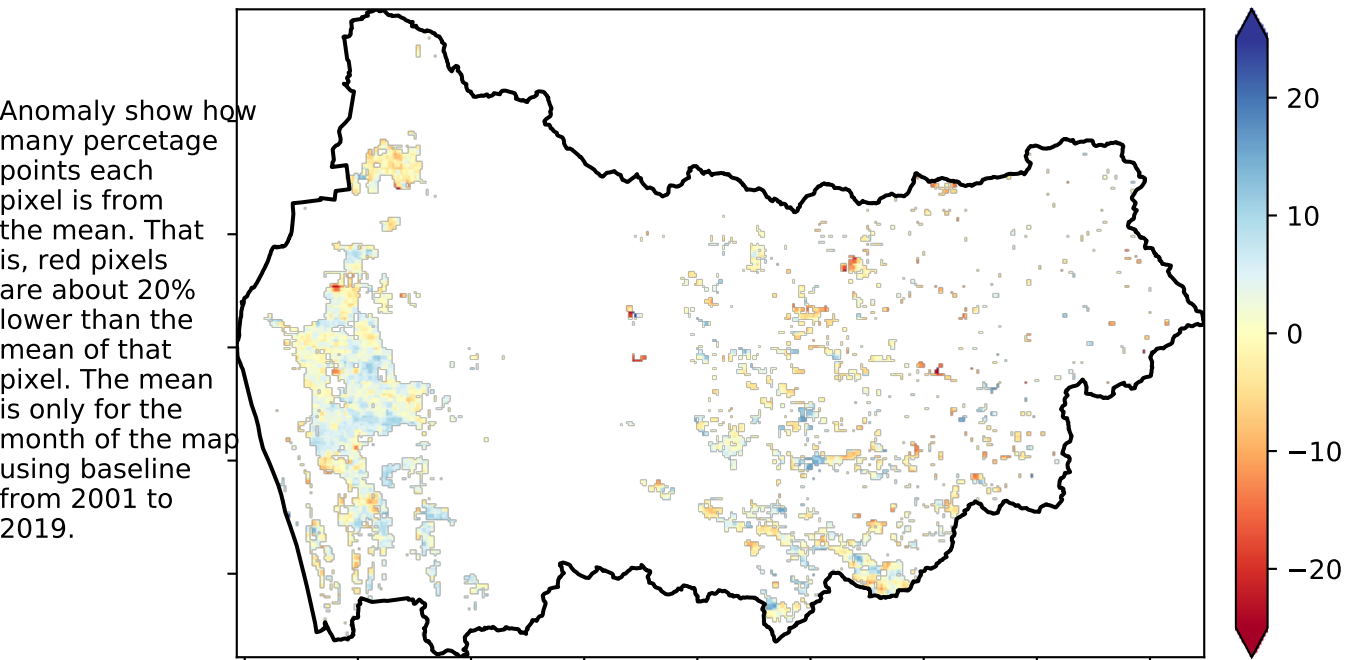 Anomaly show how
many percetage
points each
pixel is from
the mean. That
is, red pixels
are about 20%
lower than the
mean of that
pixel. The mean
is only for the
month of the map
using baseline
from 2001 to
2019.
20
10
0
−10
−20